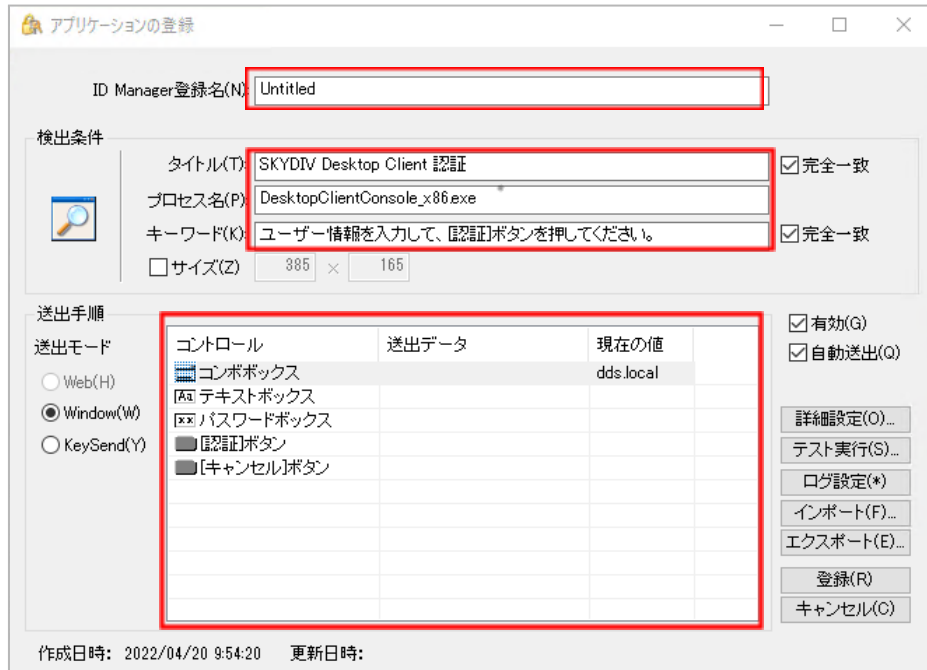 アプリケーションの登録
ID Manager登録名(N) Untitled
検出条件
タイトル(T): SKYDIV Desktop Client 認証 完全一致
プロセス名(P) DesktopClientConsole_x86.exe
キーワード(K): ユーザー情報を入力して、[認証]ボタンを押してください。 完全一致
サイズ(Z) 385 × 165
送出手順
送出モード
Web(H)
Window(W)
KeySend(Y)
コントロール 送出データ 現在の値
コンボボックス dds.local
Aa テキストボックス
xx パスワードボックス
[認証]ボタン
[キャンセル]ボタン
有効(G)
自動送出(Q)
詳細設定(O)...
テスト実行(S)...
ログ設定(*)
インポート(F)...
エクスポート(E)...
登録(R)
キャンセル(C)
作成日時: 2022/04/20 9:54:20 更新日時: